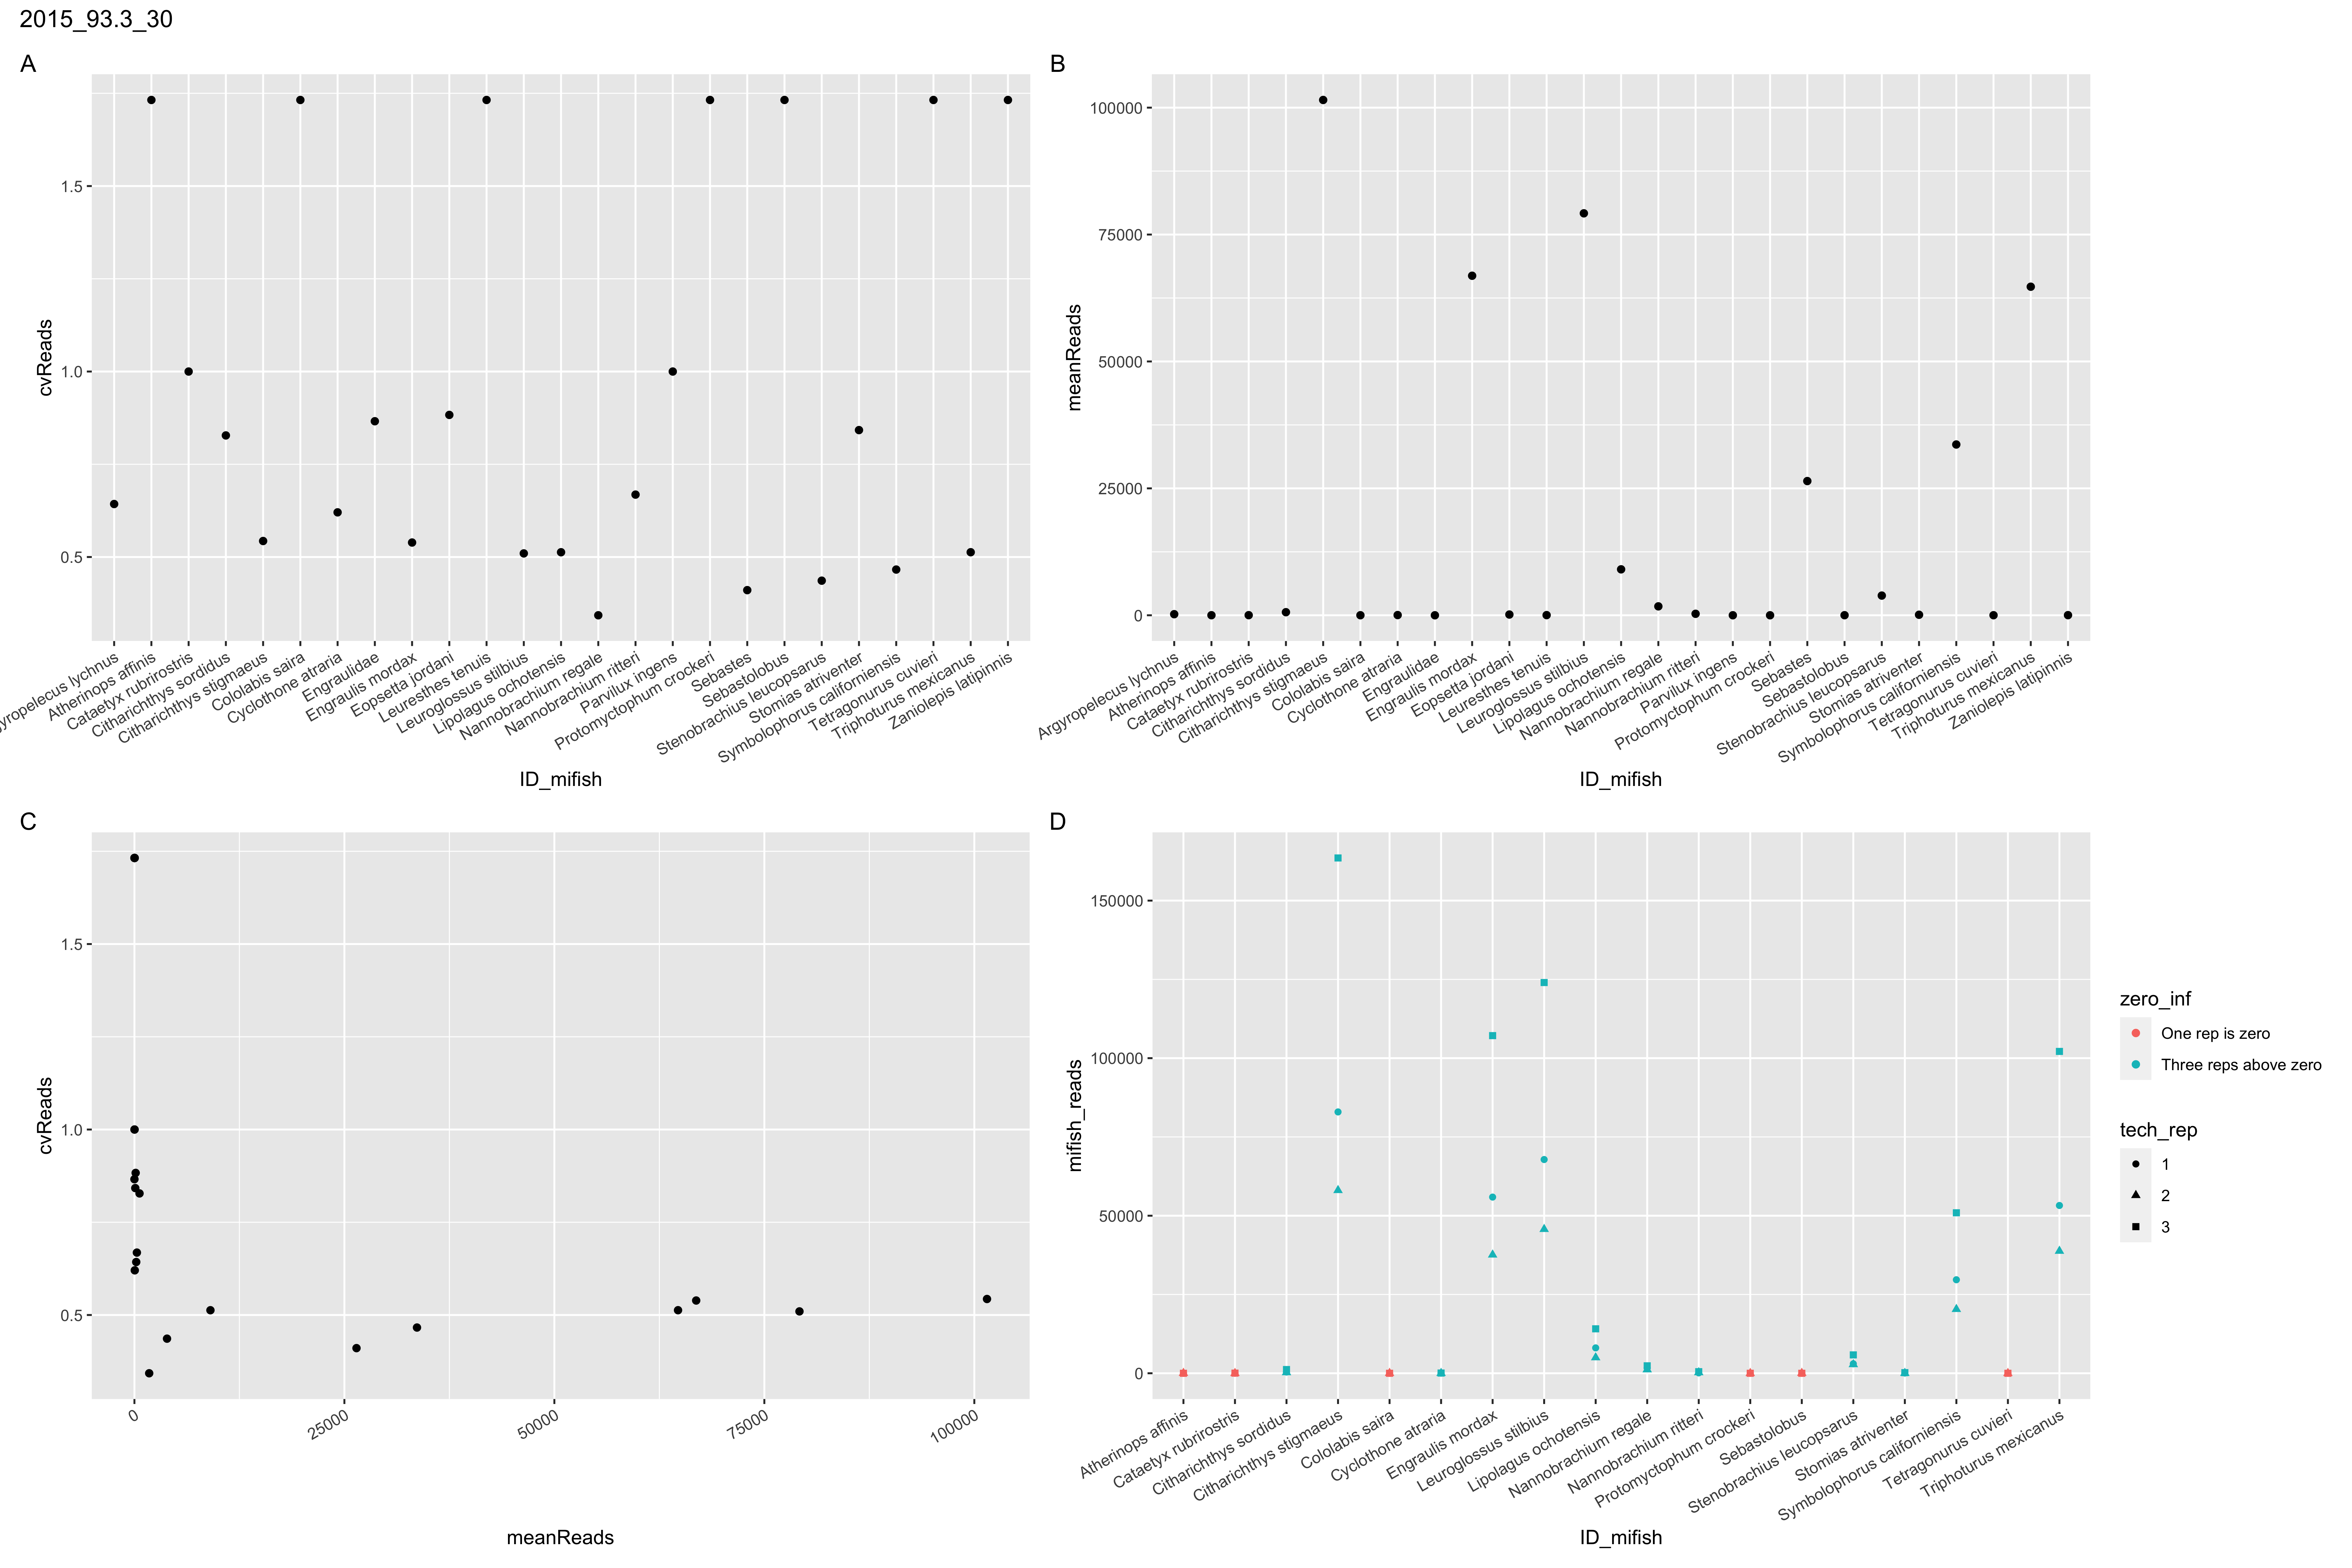 2015_93.3_30
A
cvReads
1.5
1.0
0.5
yropelecus lychnus
Atherinops affinis
Cataetyx rubrirostris
Citharichthys sordidus
Citharichthys stigmaeus
Cololabis saira
Cyclothone atraria
Engraulidae
Engraulis mordax
Eopsetta jordani
Leuresthes tenuis
Leuroglossus stilbius
Lipolagus ochotensis
Nannobrachium regale
Nannobrachium ritteri
Parvilux ingens
Protomyctophum crockeri
Sebastes
Sebastolobus
Stenobrachius leucopsarus
Stomias atriventer
Symbolophorus californiensis
Tetragonurus cuvieri
Triphoturus mexicanus
Zaniolepis latipinnis
ID_mifish
B
meanReads
100000
75000
50000
25000
0
Argyropelecus lychnus
Atherinops affinis
Cataetyx rubrirostris
Citharichthys sordidus
Citharichthys stigmaeus
Cololabis saira
Cyclothone atraria
Engraulidae
Engraulis mordax
Eopsetta jordani
Leuresthes tenuis
Leuroglossus stilbius
Lipolagus ochotensis
Nannobrachium regale
Nannobrachium ritteri
Parvilux ingens
Protomyctophum crockeri
Sebastes
Sebastolobus
Stenobrachius leucopsarus
Stomias atriventer
Symbolophorus californiensis
Tetragonurus cuvieri
Triphoturus mexicanus
Zaniolepis latipinnis
ID_mifish
C
cvReads
1.5
1.0
0.5
0
25000
50000
75000
100000
meanReads
D
mifish_reads
150000
100000
50000
0
Atherinops affinis
Cataetyx rubrirostris
Citharichthys sordidus
Citharichthys stigmaeus
Cololabis saira
Cyclothone atraria
Engraulis mordax
Leuroglossus stilbius
Lipolagus ochotensis
Nannobrachium regale
Nannobrachium ritteri
Protomyctophum crockeri
Sebastolobus
Stenobrachius leucopsarus
Stomias atriventer
Symbolophorus californiensis
Tetragonurus cuvieri
Triphoturus mexicanus
ID_mifish
zero_inf
One rep is zero
Three reps above zero
tech_rep
1
2
3